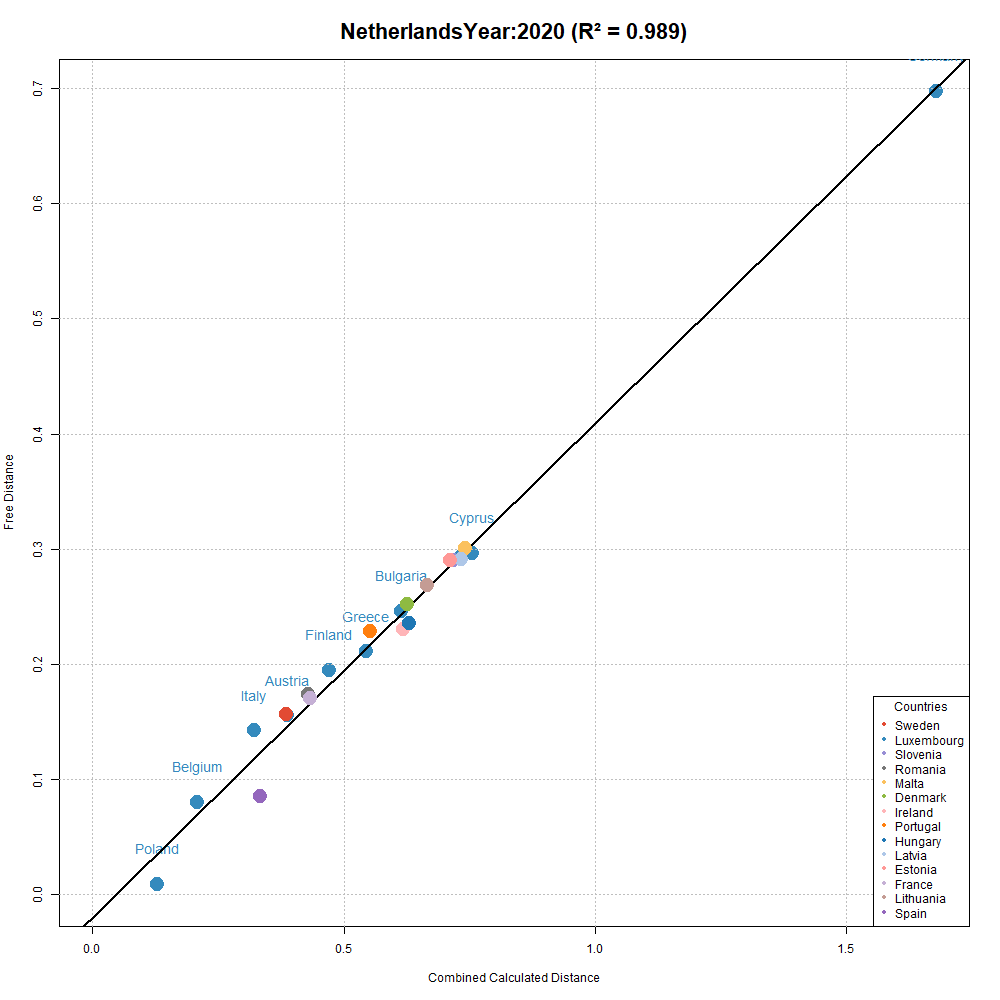 NetherlandsYear:2020 (R² = 0.989)
0.7
0.6
0.5
0.4
0.3
0.2
0.1
0.0
Free Distance
Cyprus
Bulgaria
Greece
Finland
Austria
Italy
Belgium
Poland
Countries
Sweden
Luxembourg
Slovenia
Romania
Malta
Denmark
Ireland
Portugal
Hungary
Latvia
Estonia
France
Lithuania
Spain
0.0 0.5 1.0 1.5
Combined Calculated Distance